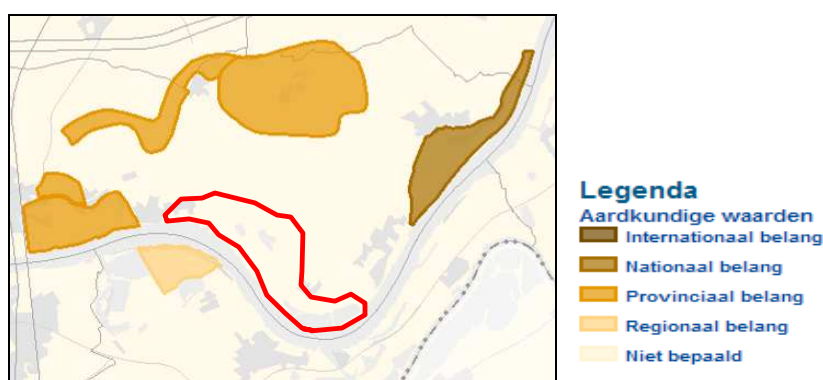 Legenda
Aardkundige waarden
Internationaal belang
Nationaal belang
Provinciaal belang
Regionaal belang
Niet bepaald